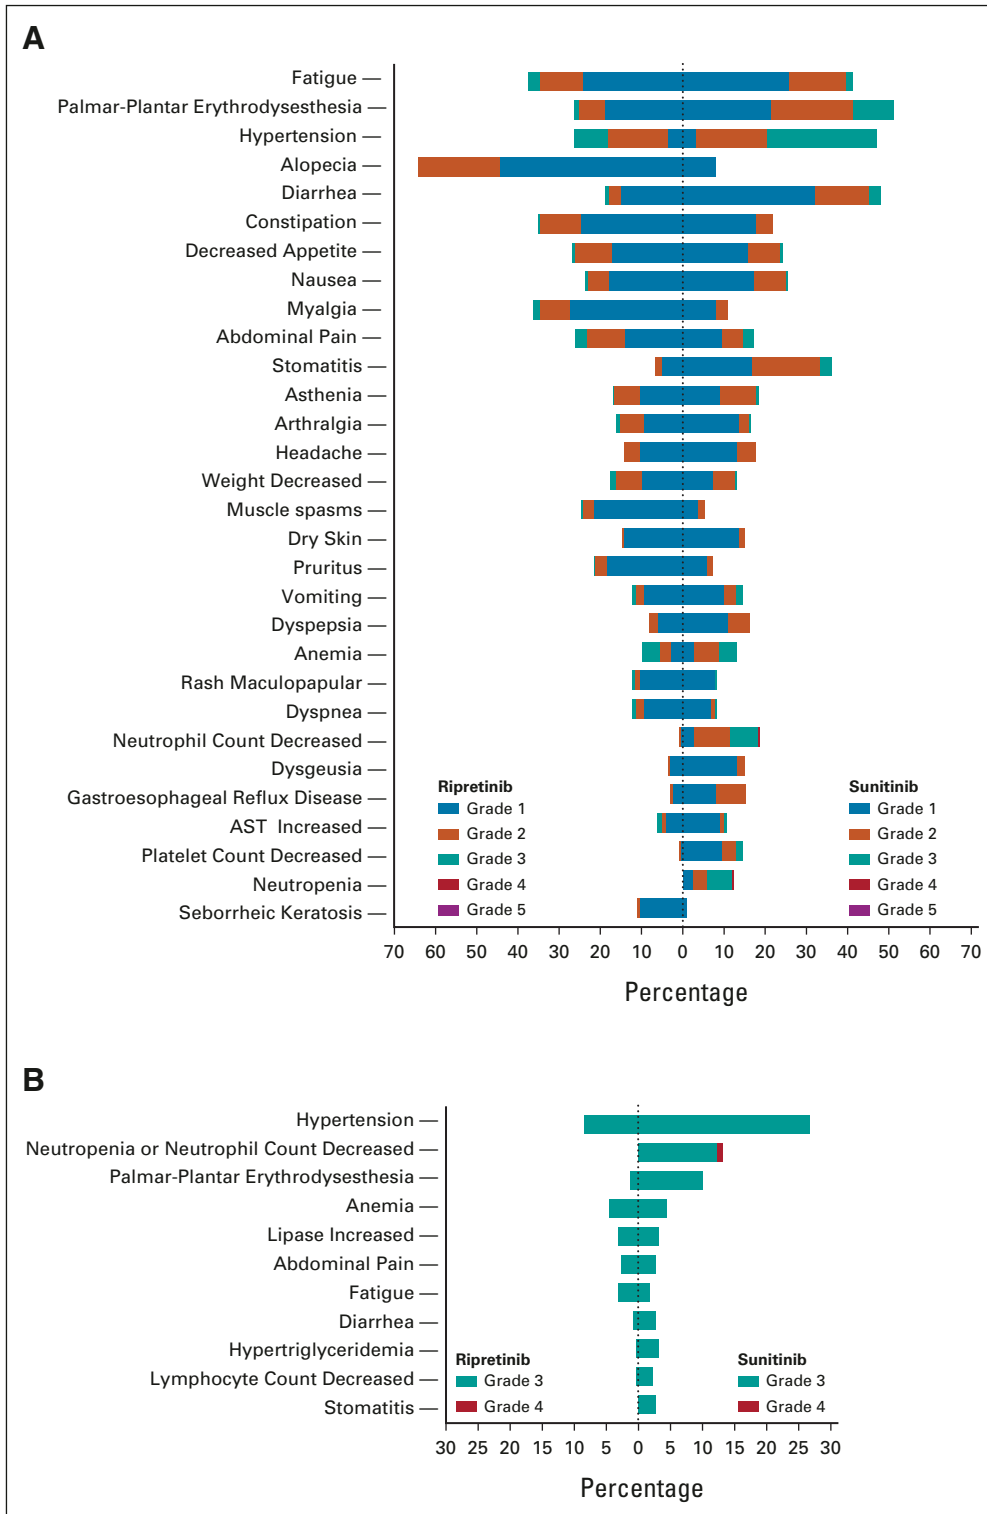 A
Fatigue
Palmar-Plantar Erythrodysesthesia
Hypertension
Alopecia
Diarrhea
Constipation
Decreased Appetite
Nausea
Myalgia
Abdominal Pain
Stomatitis
Asthenia
Arthralgia
Headache
Weight Decreased
Muscle spasms
Dry Skin
Pruritus
Vomiting
Dyspepsia
Anemia
Rash Maculopapular
Dyspnea
Neutrophil Count Decreased
Dysgeusia
Gastroesophageal Reflux Disease
AST Increased
Platelet Count Decreased
Neutropenia
Seborrheic Keratosis
Ripretinib
Grade 1
Grade 2
Grade 3
Grade 4
Grade 5
Sunitinib
Grade 1
Grade 2
Grade 3
Grade 4
Grade 5
70 60 50 40 30 20 10 0 10 20 30 40 50 60 70
Percentage
B
Hypertension
Neutropenia or Neutrophil Count Decreased
Palmar-Plantar Erythrodysesthesia
Anemia
Lipase Increased
Abdominal Pain
Fatigue
Diarrhea
Hypertriglyceridemia
Lymphocyte Count Decreased
Stomatitis
Ripretinib
Grade 3
Grade 4
Sunitinib
Grade 3
Grade 4
30 25 20 15 10 5 0 5 10 15 20 25 30
Percentage